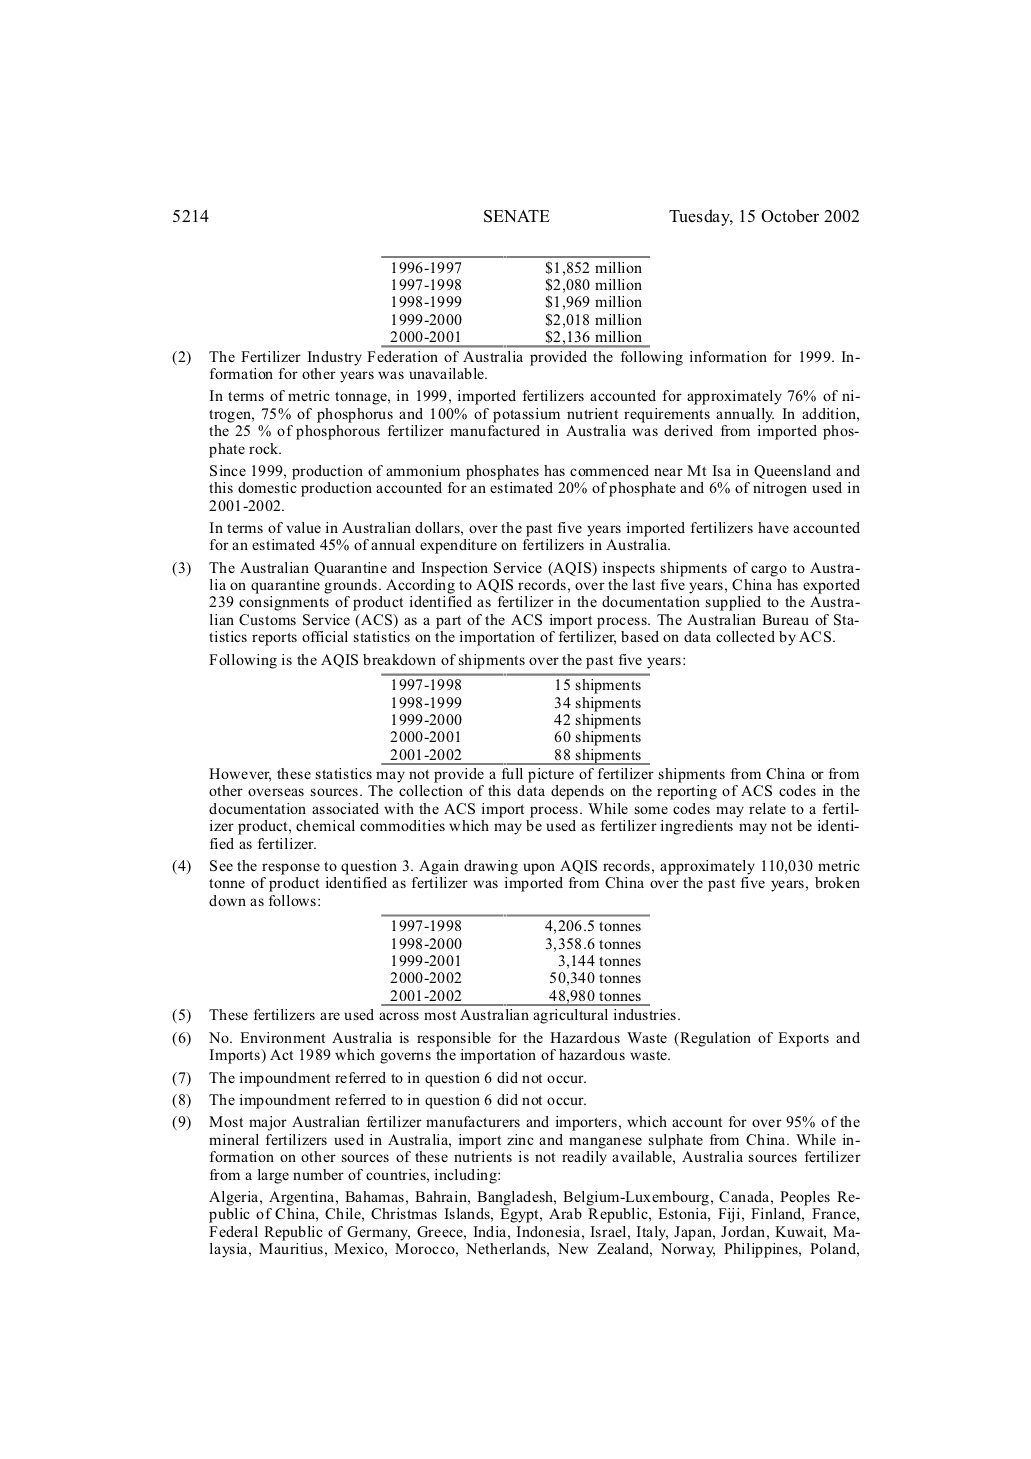 5214 SENATE Tuesday, 15 October 2002
1996-1997 $1,852 million
1997-1998 $2,080 million
1998-1999 $1,969 million
1999-2000 $2,018 million
2000-2001 $2,136 million
(2) The Fertilizer Industry Federation of Australia provided the following information for 1999. In-
formation for other years was unavailable.
In terms of metric tonnage, in 1999, imported fertilizers accounted for approximately 76% of ni-
trogen, 75% of phosphorus and 100% of potassium nutrient requirements annually. In addition,
the 25 % of phosphorous fertilizer manufactured in Australia was derived from imported phos-
phate rock.
Since 1999, production of ammonium phosphates has commenced near Mt Isa in Queensland and
this domestic production accounted for an estimated 20% of phosphate and 6% of nitrogen used in
2001-2002.
In terms of value in Australian dollars, over the past five years imported fertilizers have accounted
for an estimated 45% of annual expenditure on fertilizers in Australia.
(3) The Australian Quarantine and Inspection Service (AQIS) inspects shipments of cargo to Austra-
lia on quarantine grounds. According to AQIS records, over the last five years, China has exported
239 consignments of product identified as fertilizer in the documentation supplied to the Austra-
lian Customs Service (ACS) as a part of the ACS import process. The Australian Bureau of Sta-
tistics reports official statistics on the importation of fertilizer, based on data collected by ACS.
Following is the AQIS breakdown of shipments over the past five years:
1997-1998 15 shipments
1998-1999 34 shipments
1999-2000 42 shipments
2000-2001 60 shipments
2001-2002 88 shipments
However, these statistics may not provide a full picture of fertilizer shipments from China or from
other overseas sources. The collection of this data depends on the reporting of ACS codes in the
documentation associated with the ACS import process. While some codes may relate to a fertil-
izer product, chemical commodities which may be used as fertilizer ingredients may not be identi-
fied as fertilizer.
(4) See the response to question 3. Again drawing upon AQIS records, approximately 110,030 metric
tonne of product identified as fertilizer was imported from China over the past five years, broken
down as follows:
1997-1998 4,206.5 tonnes
1998-2000 3,358.6 tonnes
1999-2001 3,144 tonnes
2000-2002 50,340 tonnes
2001-2002 48,980 tonnes
(5) These fertilizers are used across most Australian agricultural industries.
(6) No. Environment Australia is responsible for the Hazardous Waste (Regulation of Exports and
Imports) Act 1989 which governs the importation of hazardous waste.
(7) The impoundment referred to in question 6 did not occur.
(8) The impoundment referred to in question 6 did not occur.
(9) Most major Australian fertilizer manufacturers and importers, which account for over 95% of the
mineral fertilizers used in Australia, import zinc and manganese sulphate from China. While in-
formation on other sources of these nutrients is not readily available, Australia sources fertilizer
from a large number of countries, including:
Algeria, Argentina, Bahamas, Bahrain, Bangladesh, Belgium-Luxembourg, Canada, Peoples Re-
public of China, Chile, Christmas Islands, Egypt, Arab Republic, Estonia, Fiji, Finland, France,
Federal Republic of Germany, Greece, India, Indonesia, Israel, Italy, Japan, Jordan, Kuwait, Ma-
laysia, Mauritius, Mexico, Morocco, Netherlands, New Zealand, Norway, Philippines, Poland,